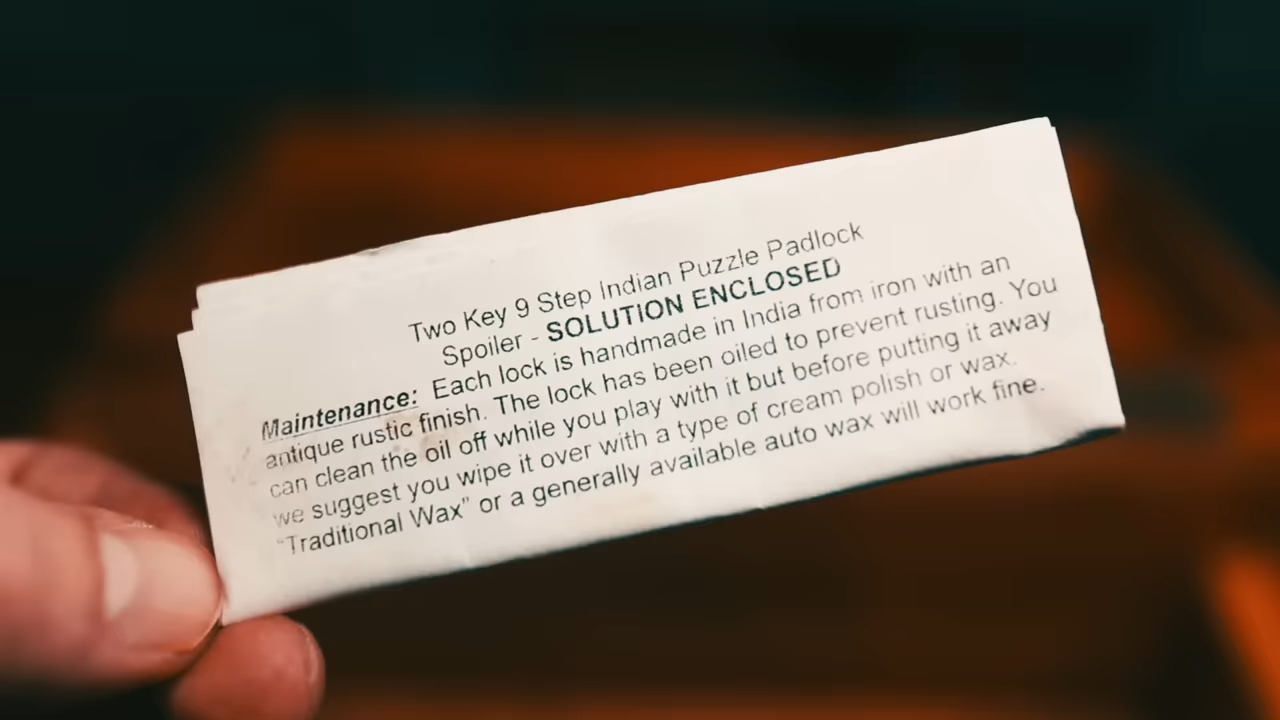 Two Key 9 Step Indian Puzzle Padlock
Spoiler - SOLUTION ENCLOSED
Maintenance: Each lock is handmade in India from iron with an
antique rustic finish. The lock has been oiled to prevent rusting. You
can clean the oil off while you play with it but before putting it away
we suggest you wipe it over with a type of cream polish or wax.
"Traditional Wax" or a generally available auto wax will work fine.